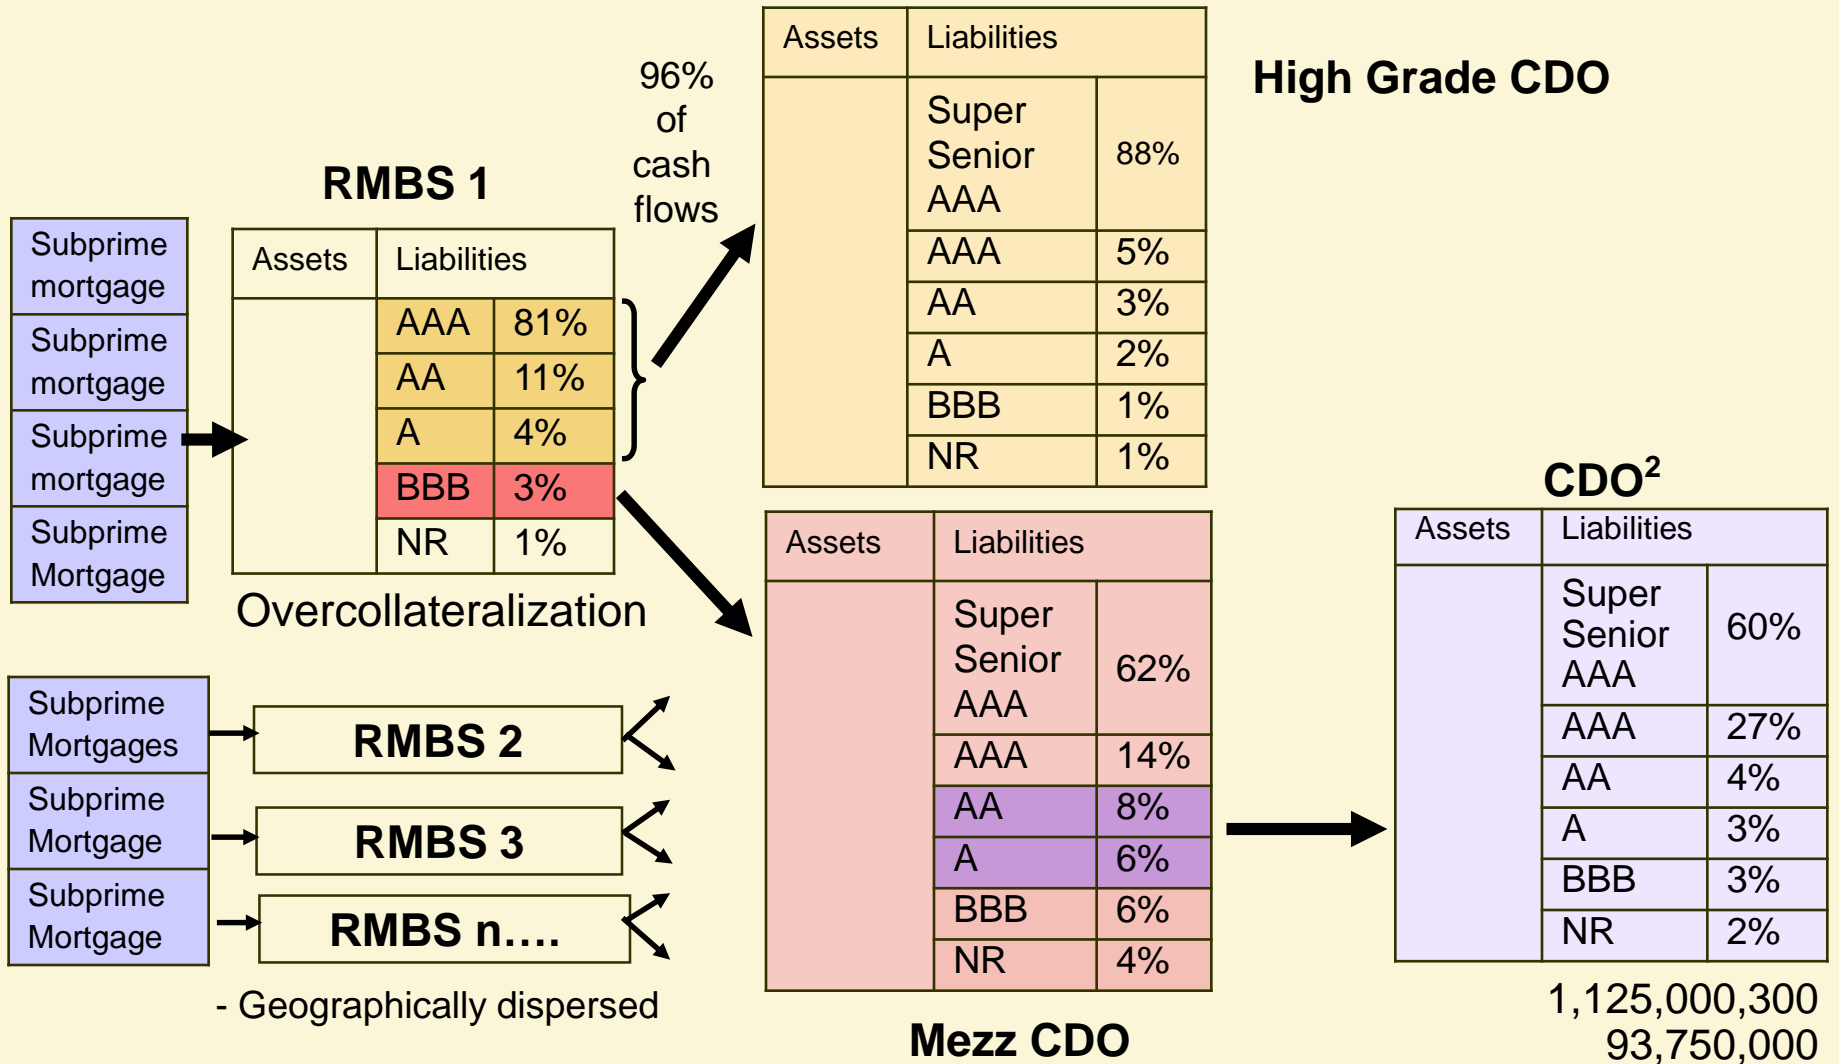 96%
of
cash
flows
RMBS 1
Subprime
mortgage
Subprime
mortgage
Subprime
mortgage
Subprime
Mortgage
Assets Liabilities
AAA 81%
AA 11%
A 4%
BBB 3%
NR 1%
Overcollateralization
Subprime
Mortgages
Subprime
Mortgage
Subprime
Mortgage
RMBS 2
RMBS 3
RMBS n....
- Geographically dispersed
High Grade CDO
Assets Liabilities
Super
Senior
AAA
88%
AAA 5%
AA 3%
A 2%
BBB 1%
NR 1%
Assets Liabilities
Super
Senior
AAA
62%
AAA 14%
AA 8%
A 6%
BBB 6%
NR 4%
Mezz CDO
CDO²
Assets Liabilities
Super
Senior
AAA
60%
AAA 27%
AA 4%
A 3%
BBB 3%
NR 2%
1,125,000,300
93,750,000